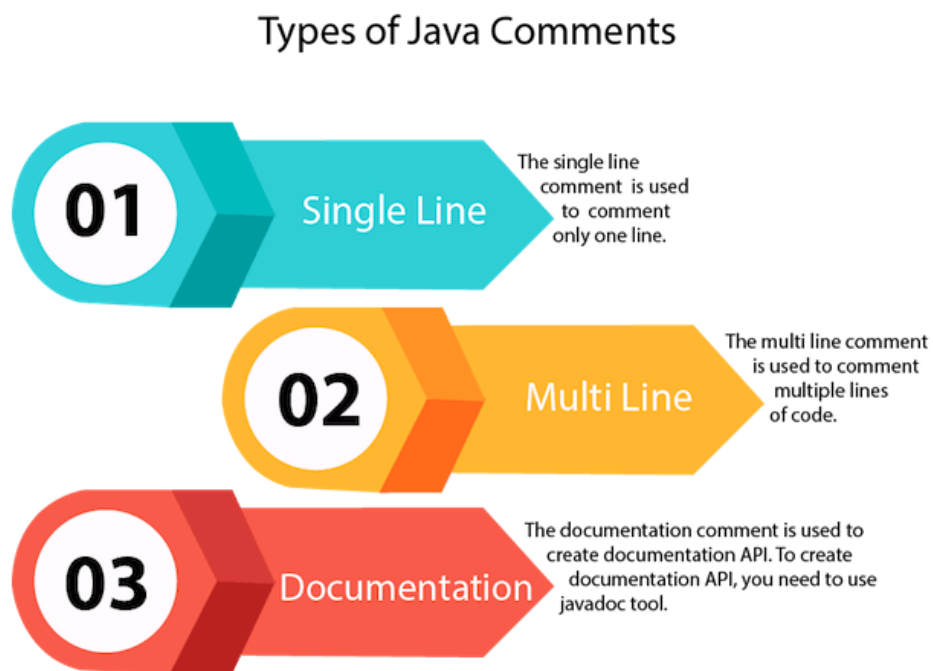 Types of Java Comments
01
Single Line
The single line
comment is used
to comment
only one line.
02
Multi Line
The multi line comment
is used to comment
multiple lines
of code.
03
Documentation
The documentation comment is used to
create documentation API. To create
documentation API, you need to use
javadoc tool.